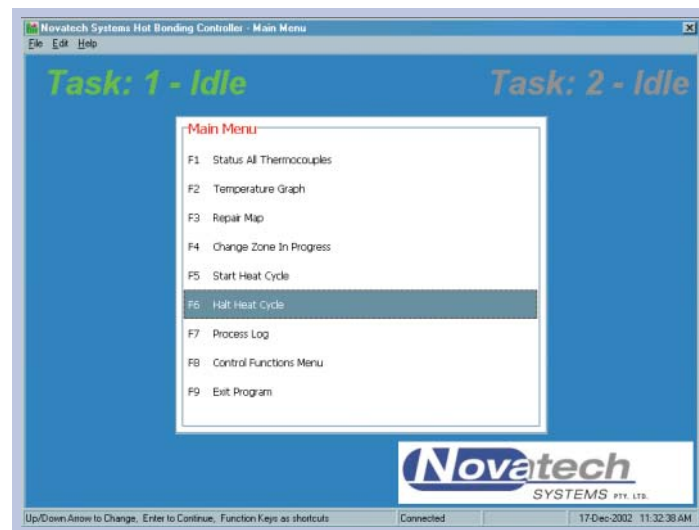 Novatech Systems Hot Bonding Controller - Main Menu
File Edit Help
Task: 1 - Idle Task: 2 - Idle
Main Menu
F1 Status All Thermocouples
F2 Temperature Graph
F3 Repair Map
F4 Change Zone In Progress
F5 Start Heat Cycle
F6 Halt Heat Cycle
F7 Process Log
F8 Control Functions Menu
F9 Exit Program
Novatech
SYSTEMS PTY. LTD.
Up/Down Arrow to Change, Enter to Continue, Function Keys as shortcuts Connected 17-Dec-2002 11:32:38 AM